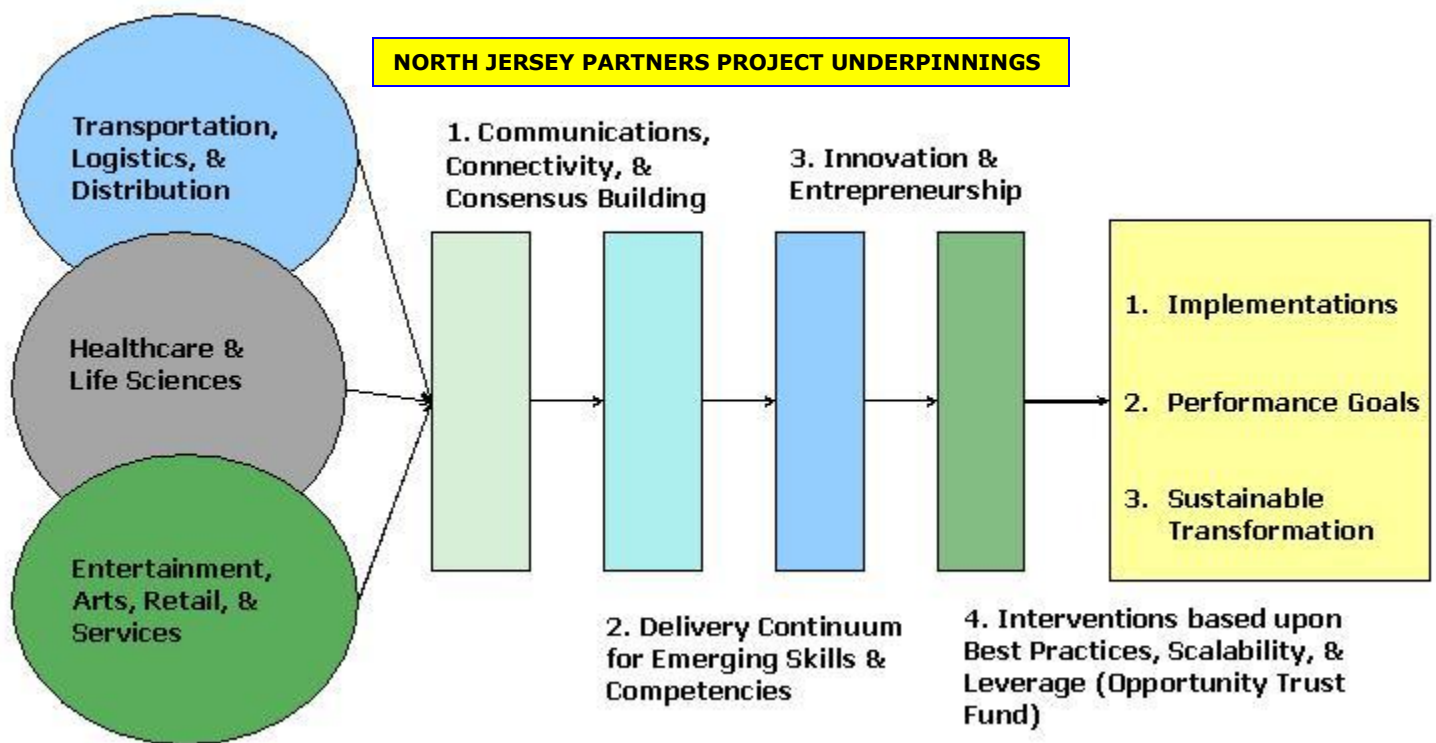 NORTH JERSEY PARTNERS PROJECT UNDERPINNINGS
Transportation,
Logistics, &
Distribution
Healthcare &
Life Sciences
Entertainment,
Arts, Retail, &
Services
1. Communications,
Connectivity, &
Consensus Building
2. Delivery Continuum
for Emerging Skills &
Competencies
3. Innovation &
Entrepreneurship
4. Interventions based upon
Best Practices, Scalability, &
Leverage (Opportunity Trust
Fund)
1. Implementations
2. Performance Goals
3. Sustainable
Transformation